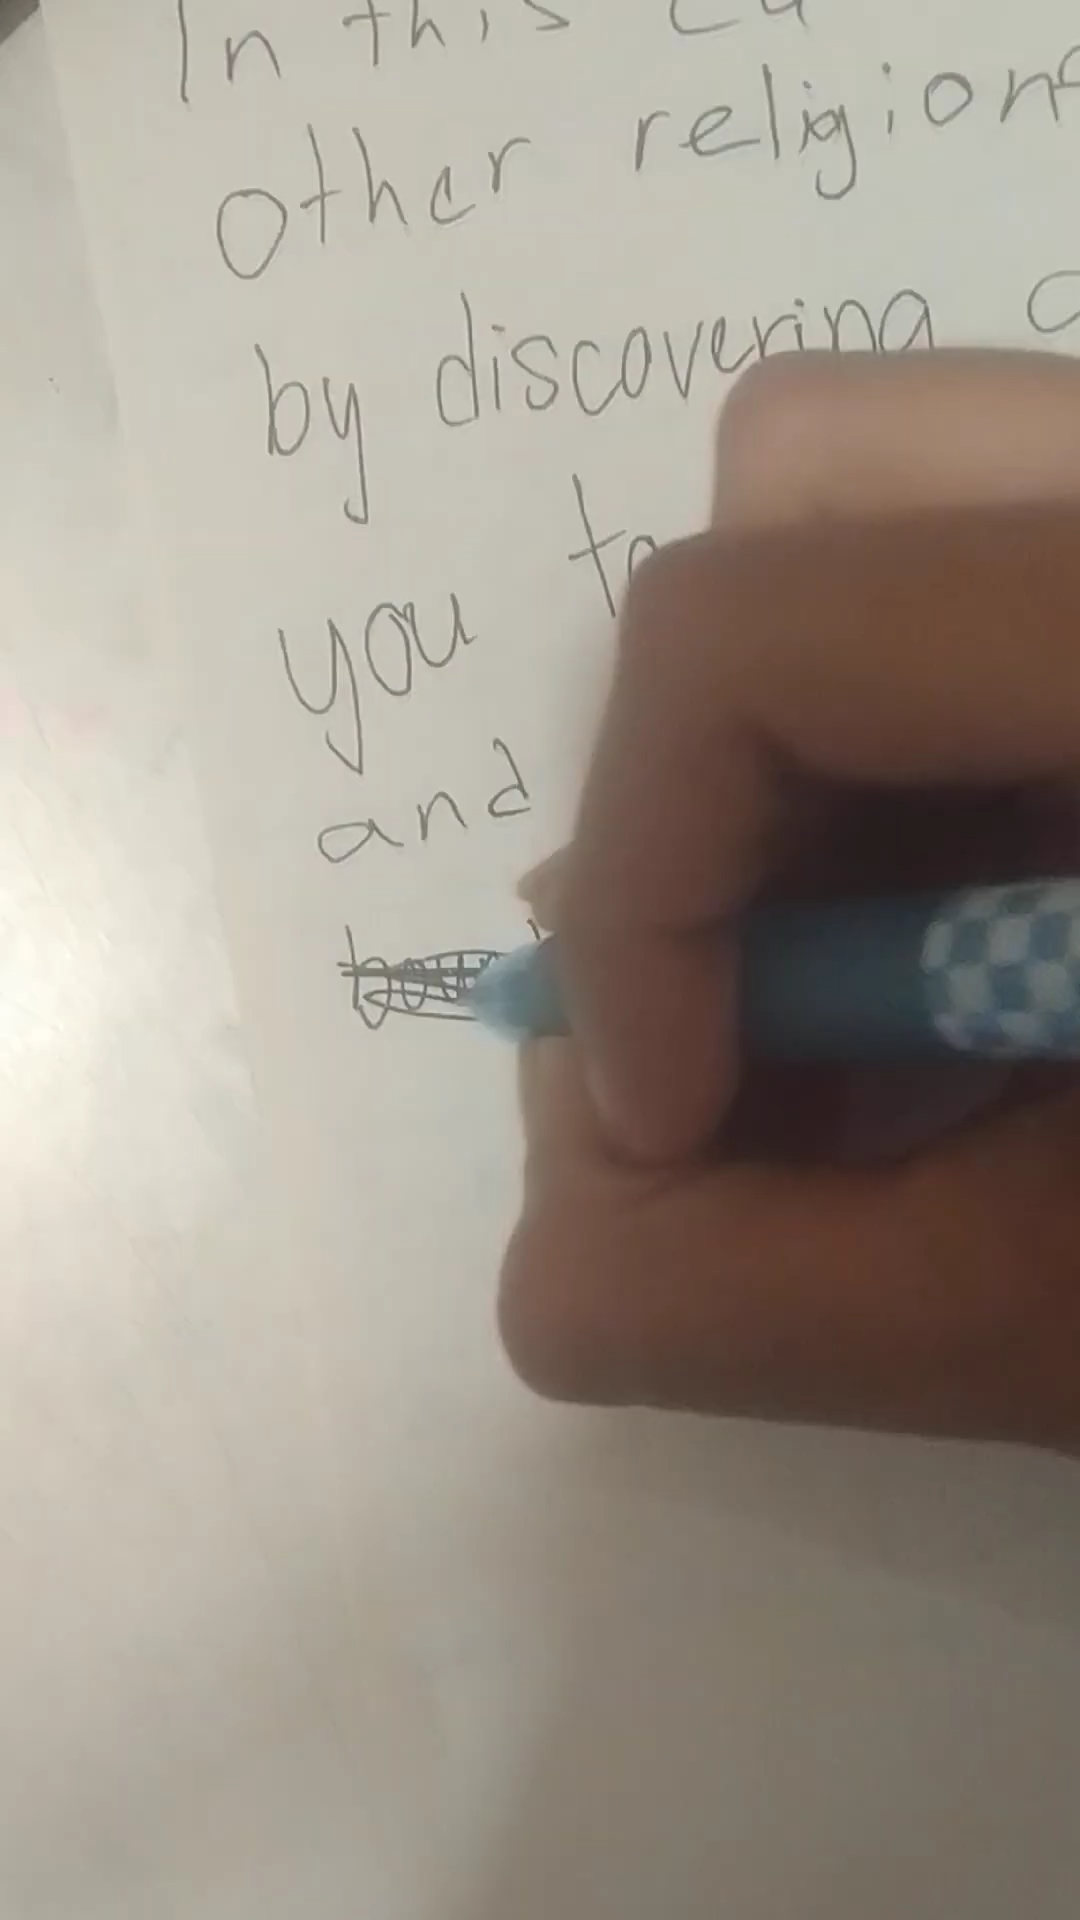 In this
Other religion
by discovering
you
and